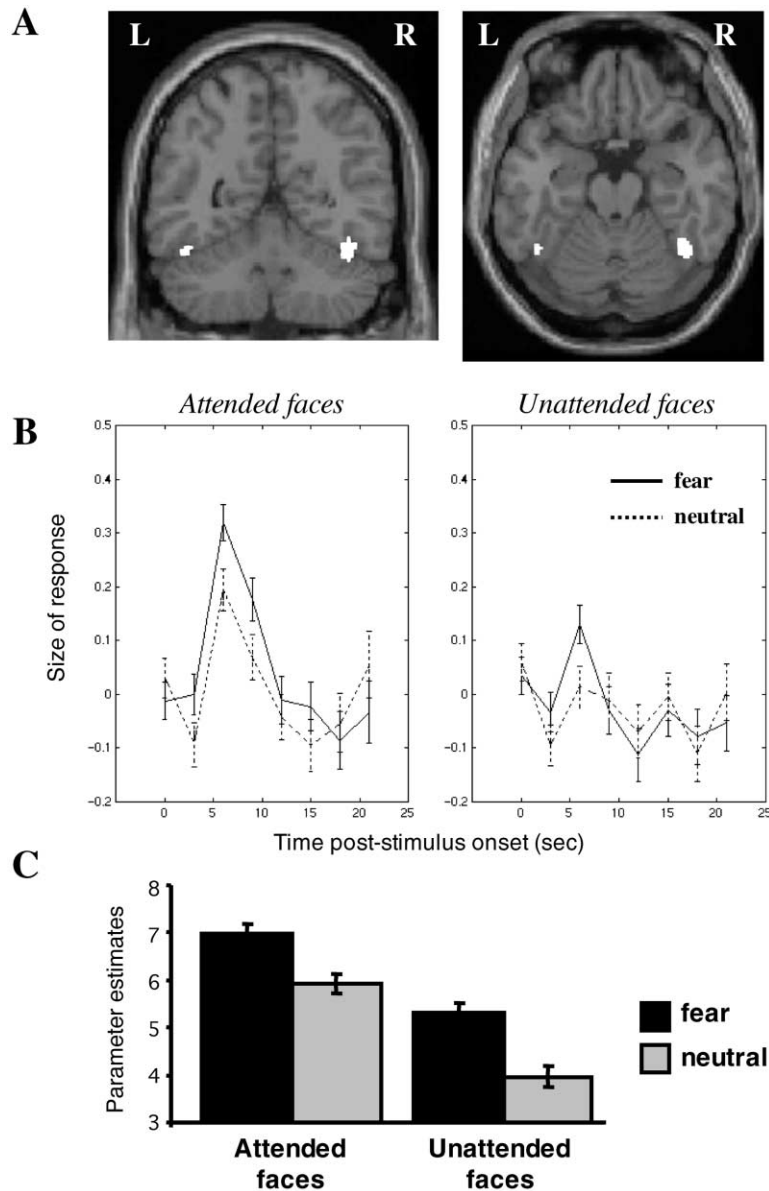 A
L R
L R
B
Attended faces
Unattended faces
Size of response
0.5
0.4
0.3
0.2
0.1
0
−0.1
−0.2
0 5 10 15 20 25
0.5
0.4
0.3
0.2
0.1
0
−0.1
−0.2
0 5 10 15 20 25
fear
neutral
Time post-stimulus onset (sec)
C
Parameter estimates
8
7
6
5
4
3
Attended
faces
Unattended
faces
fear
neutral